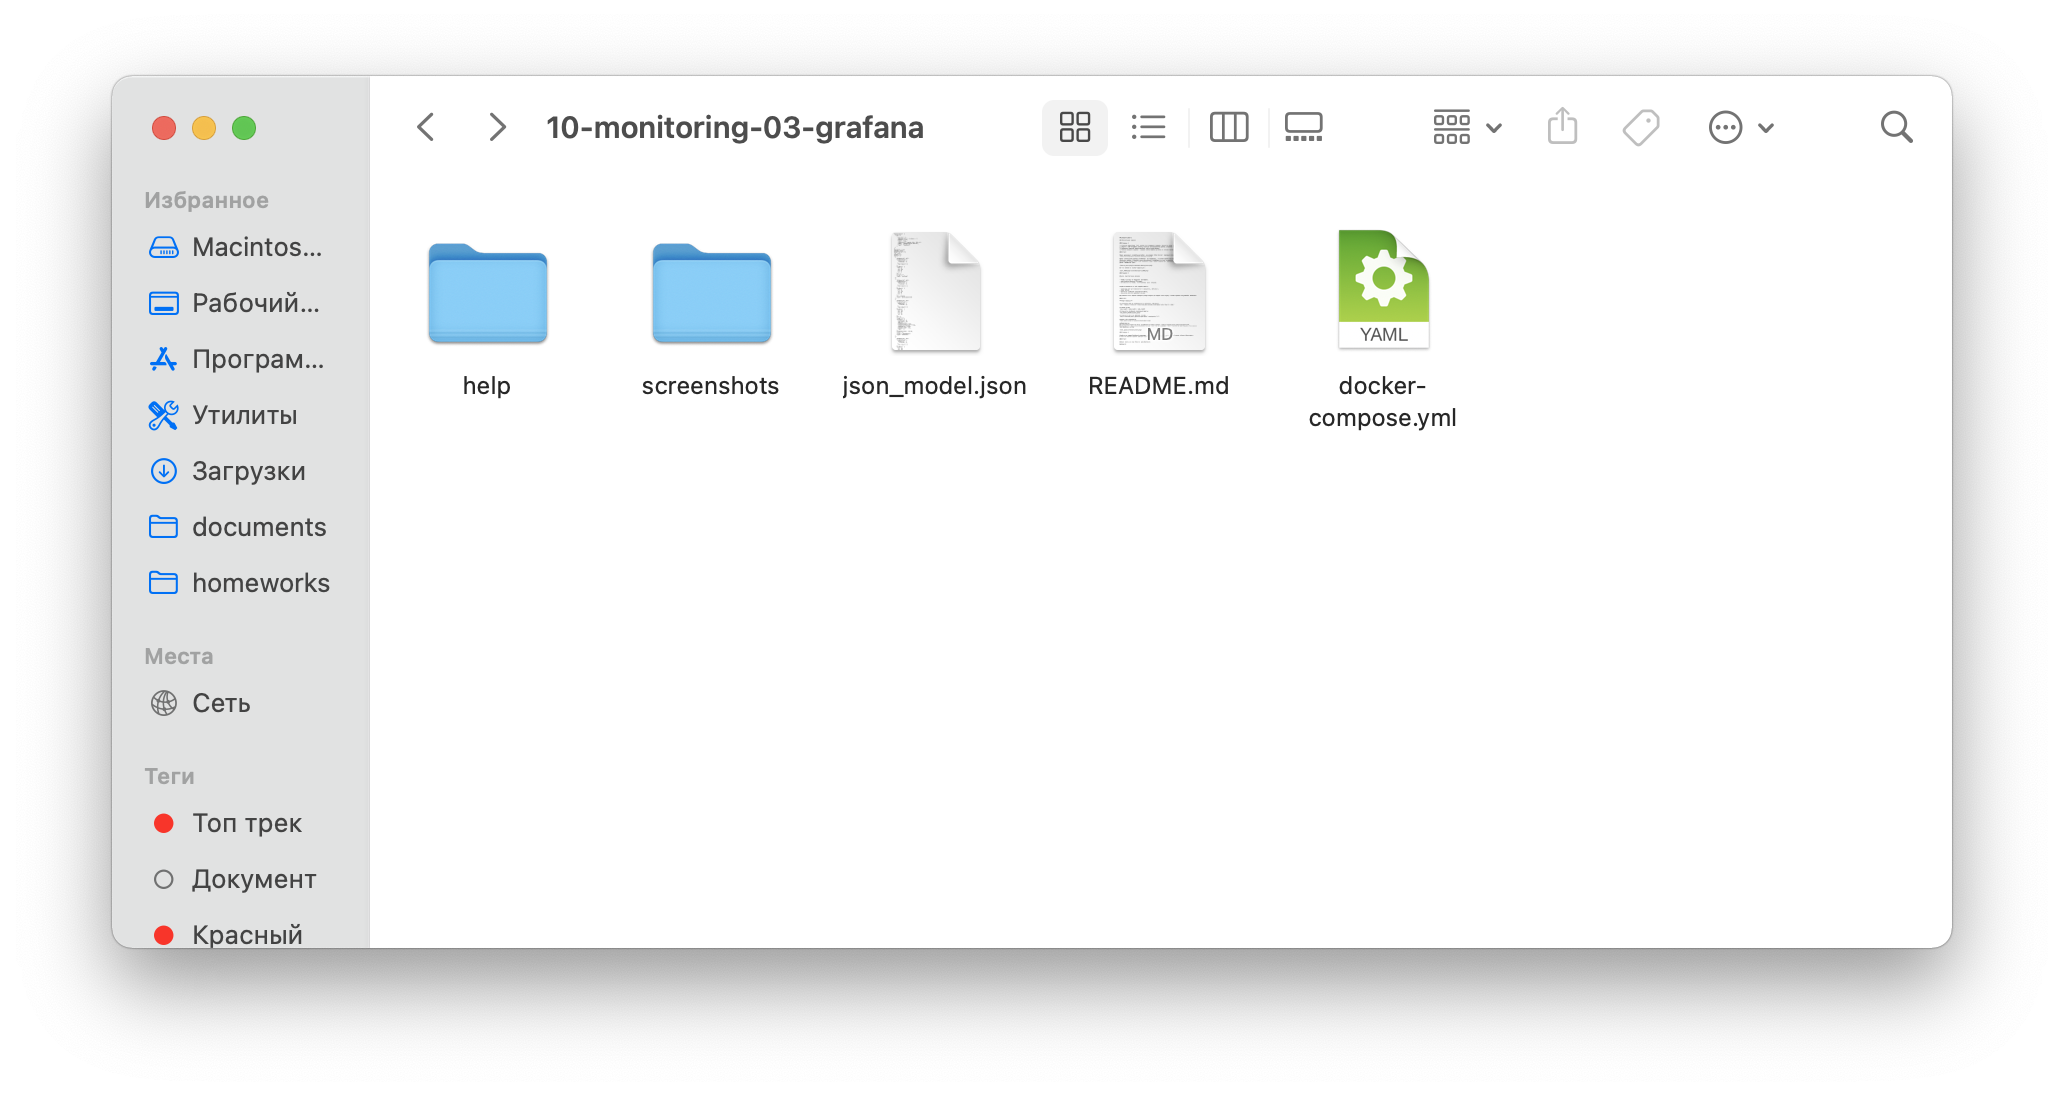 10-monitoring-03-grafana
Избранное
Macintos...
Рабочий...
Програм...
Утилиты
Загрузки
documents
homeworks
Места
Сеть
Теги
Топ трек
Документ
Красный
help
screenshots
json_model.json
MD
README.md
YAML
docker-
compose.yml